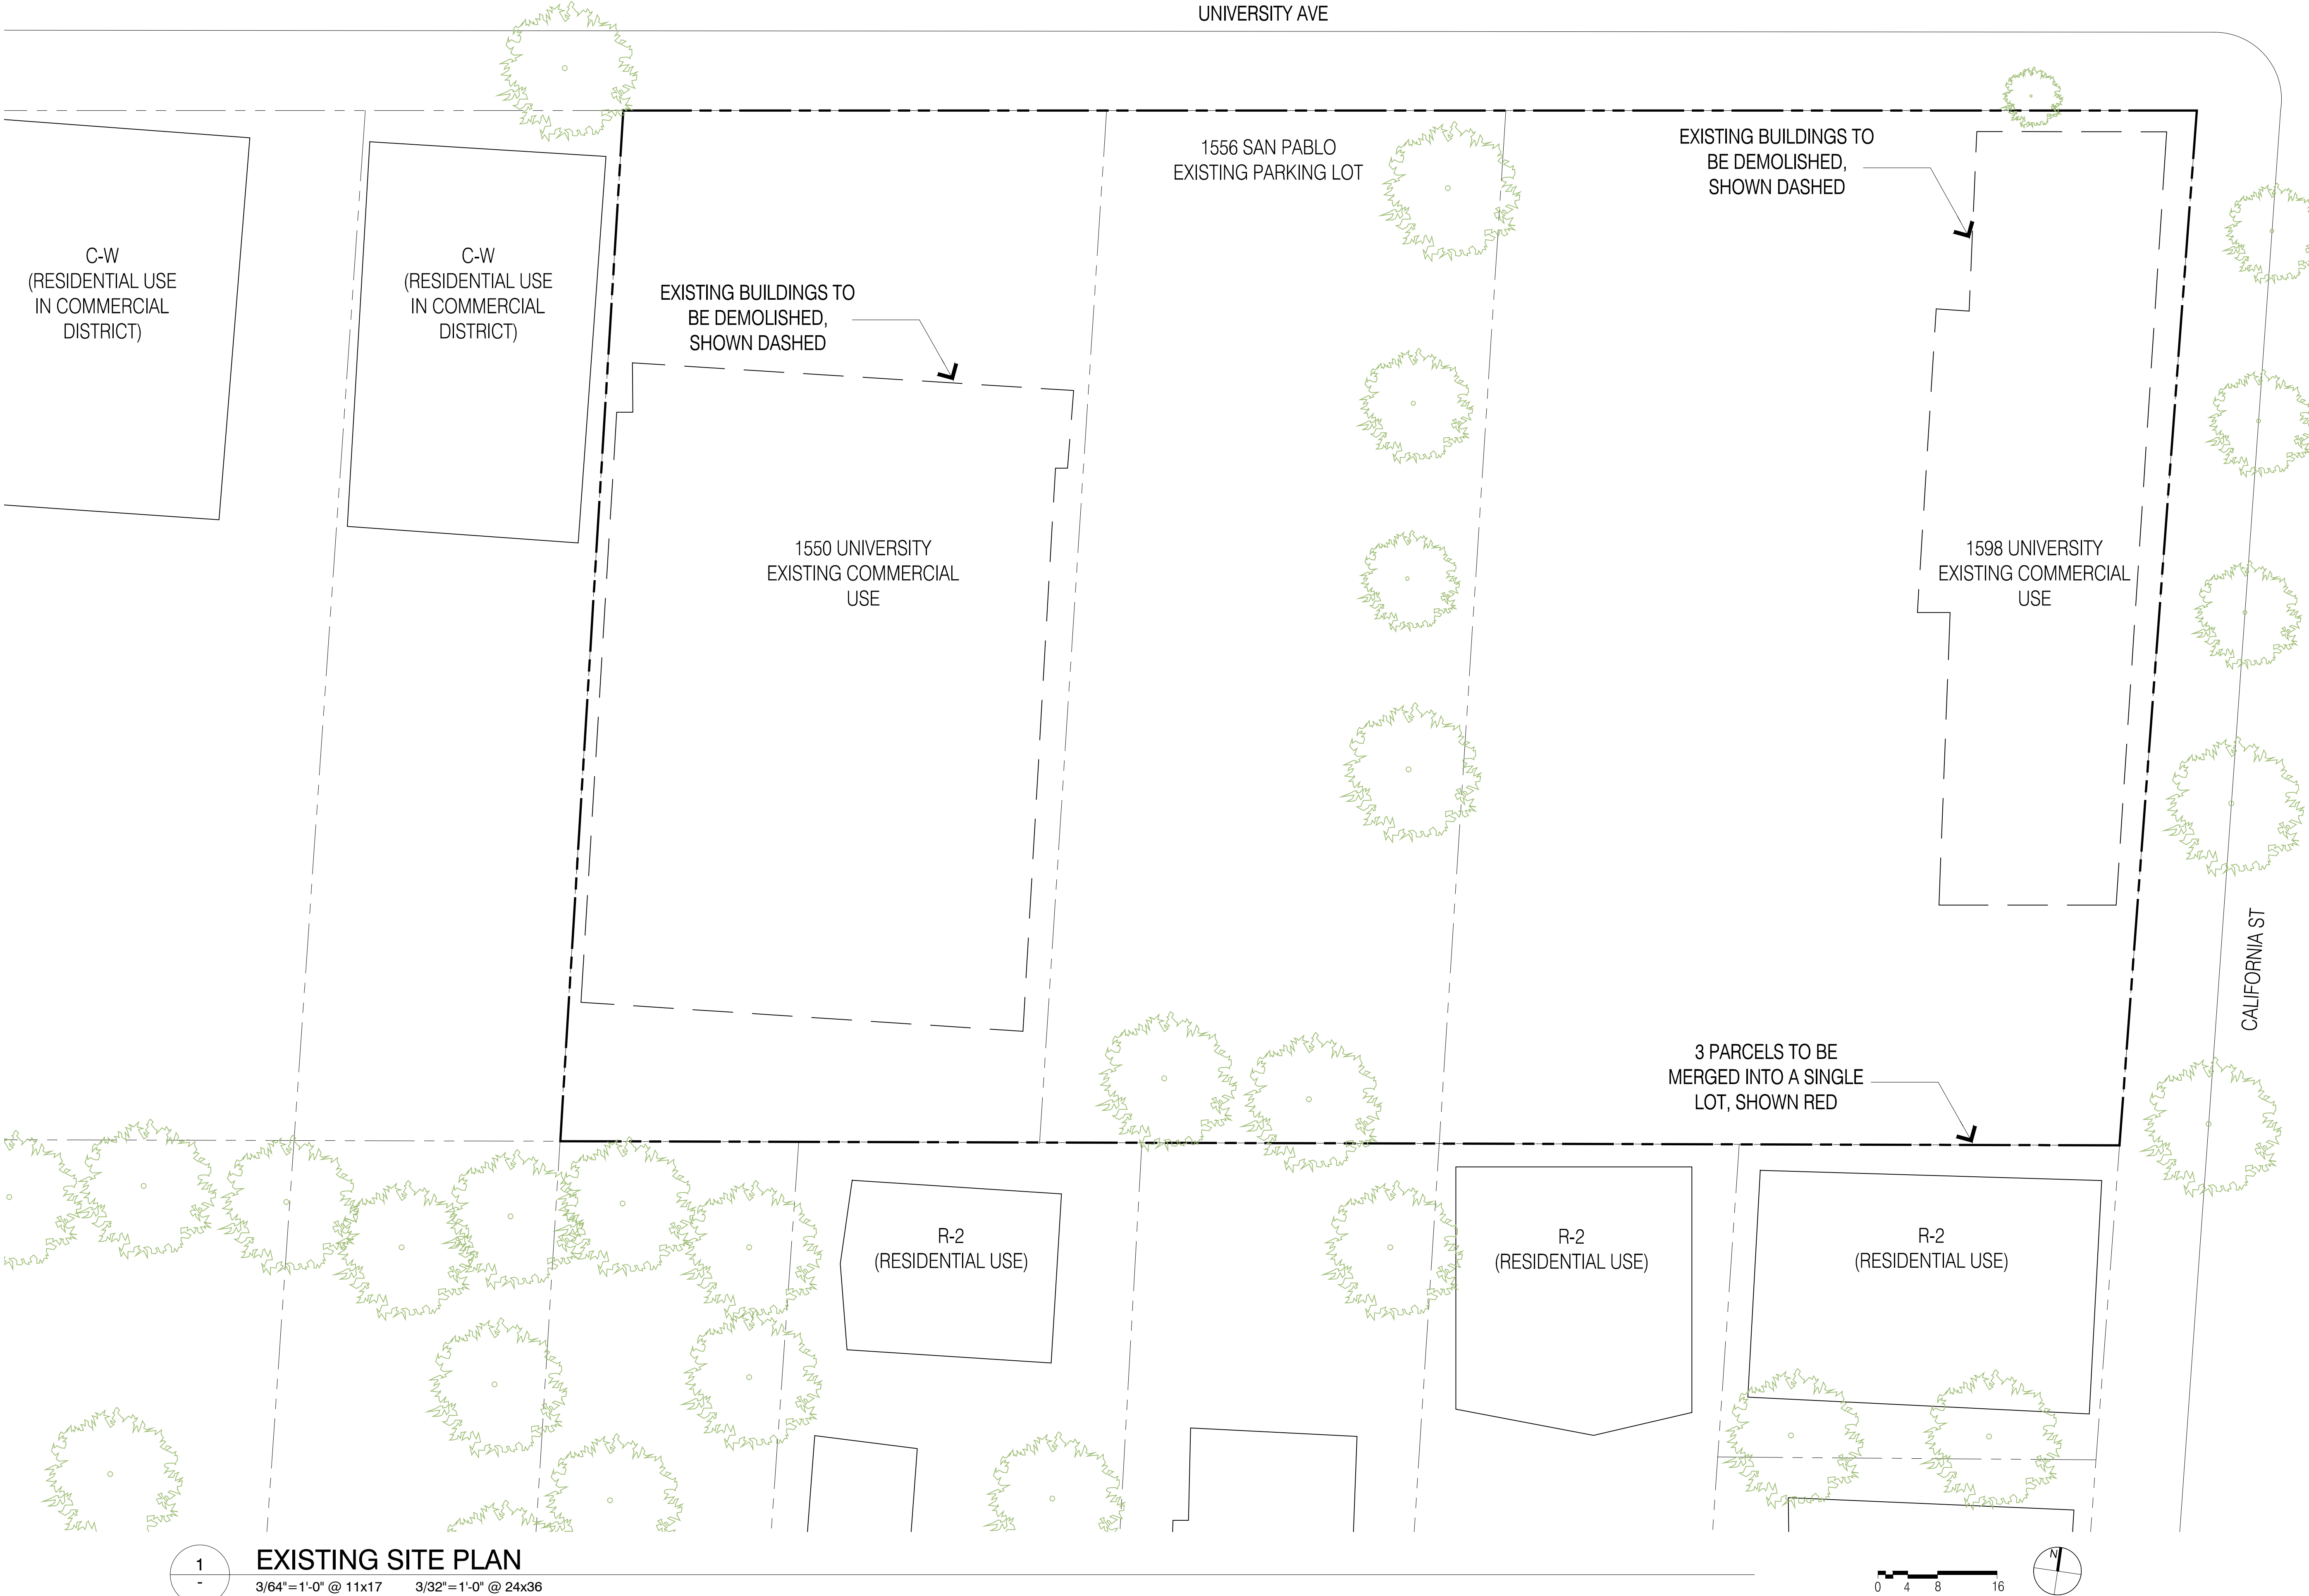 UNIVERSITY AVE
1556 SAN PABLO
EXISTING PARKING LOT
EXISTING BUILDINGS TO
BE DEMOLISHED,
SHOWN DASHED
C-W
(RESIDENTIAL USE
IN COMMERCIAL
DISTRICT)
C-W
(RESIDENTIAL USE
IN COMMERCIAL
DISTRICT)
EXISTING BUILDINGS TO
BE DEMOLISHED,
SHOWN DASHED
1550 UNIVERSITY
EXISTING COMMERCIAL
USE
1598 UNIVERSITY
EXISTING COMMERCIAL
USE
CALIFORNIA ST
3 PARCELS TO BE
MERGED INTO A SINGLE
LOT, SHOWN RED
R-2
(RESIDENTIAL USE)
R-2
(RESIDENTIAL USE)
R-2
(RESIDENTIAL USE)
1
-
EXISTING SITE PLAN
3/64"=1'-0" @ 11x17 3/32"=1'-0" @ 24x36
0 4 8 16
N